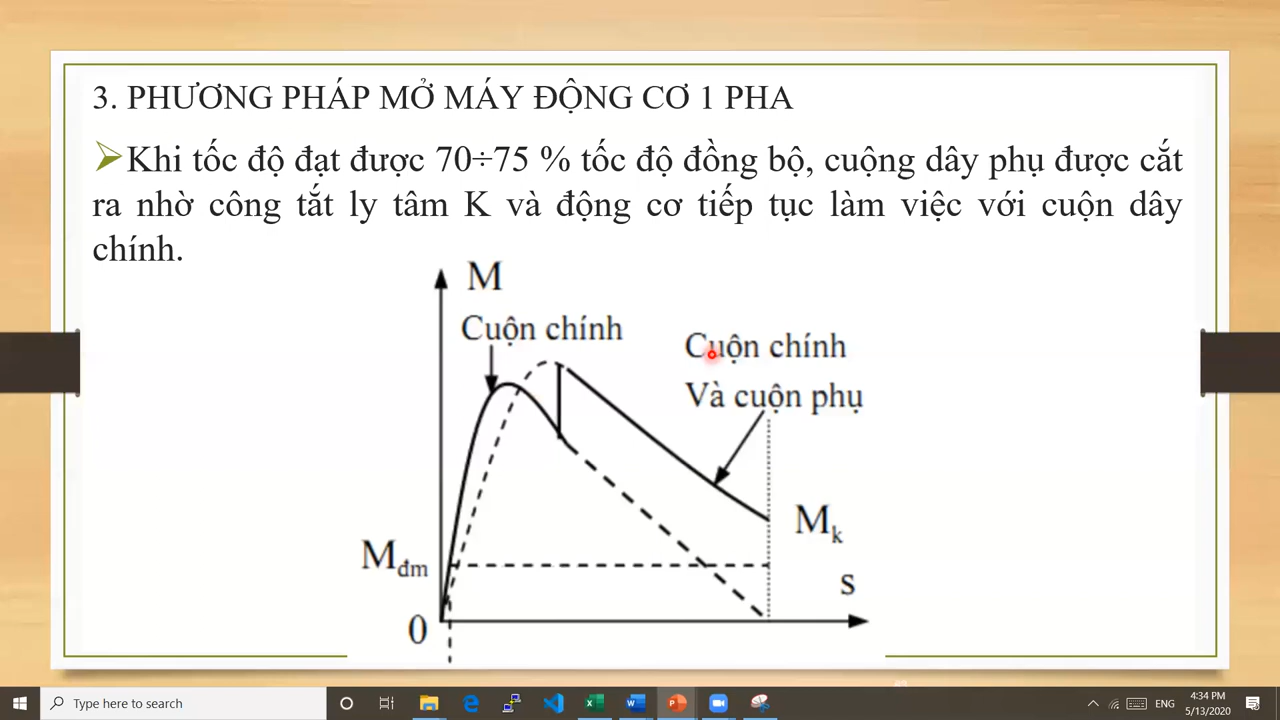 3. PHƯƠNG PHÁP MỞ MÁY ĐỘNG CƠ 1 PHA
Khi tốc độ đạt được 70÷75 % tốc độ đồng bộ, cuộng dây phụ được cắt
ra nhờ công tắt ly tâm K và động cơ tiếp tục làm việc với cuộn dây
chính.
M
Cuộn chính
Cuộn chính
Và cuộn phụ
Mk
Mđm
s
0
Type here to search
ENG
4:34 PM
5/13/2020